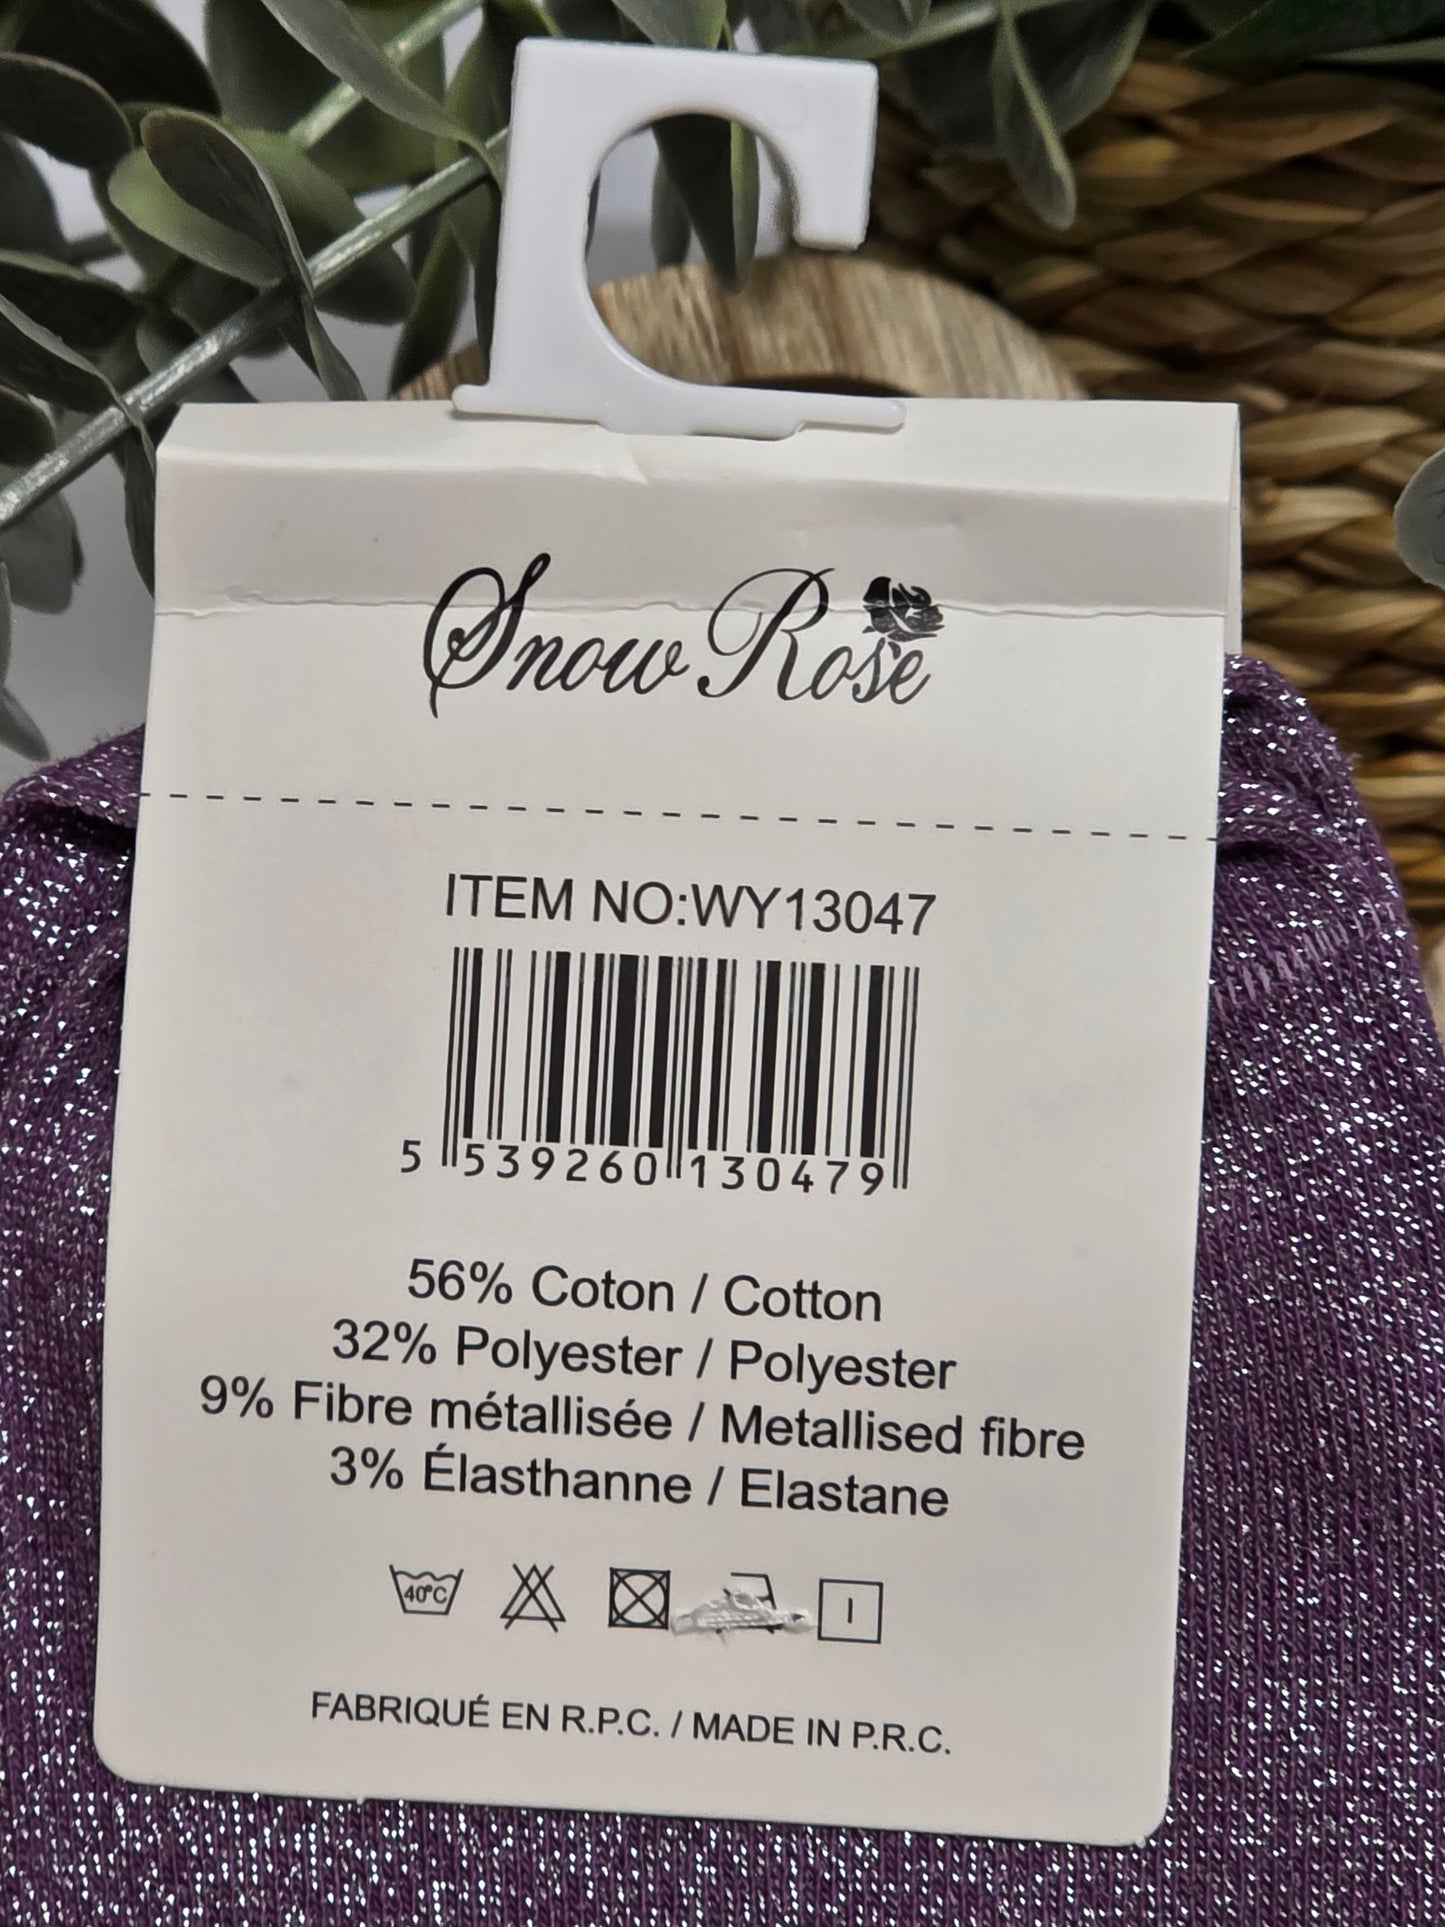 Snow Rose
ITEM NO:WY13047
5 539260 130479
56% Coton / Cotton
32% Polyester / Polyester
9% Fibre métallisée / Metallised fibre
3% Élasthanne / Elastane
40°C
FABRIQUÉ EN R.P.C. / MADE IN P.R.C.